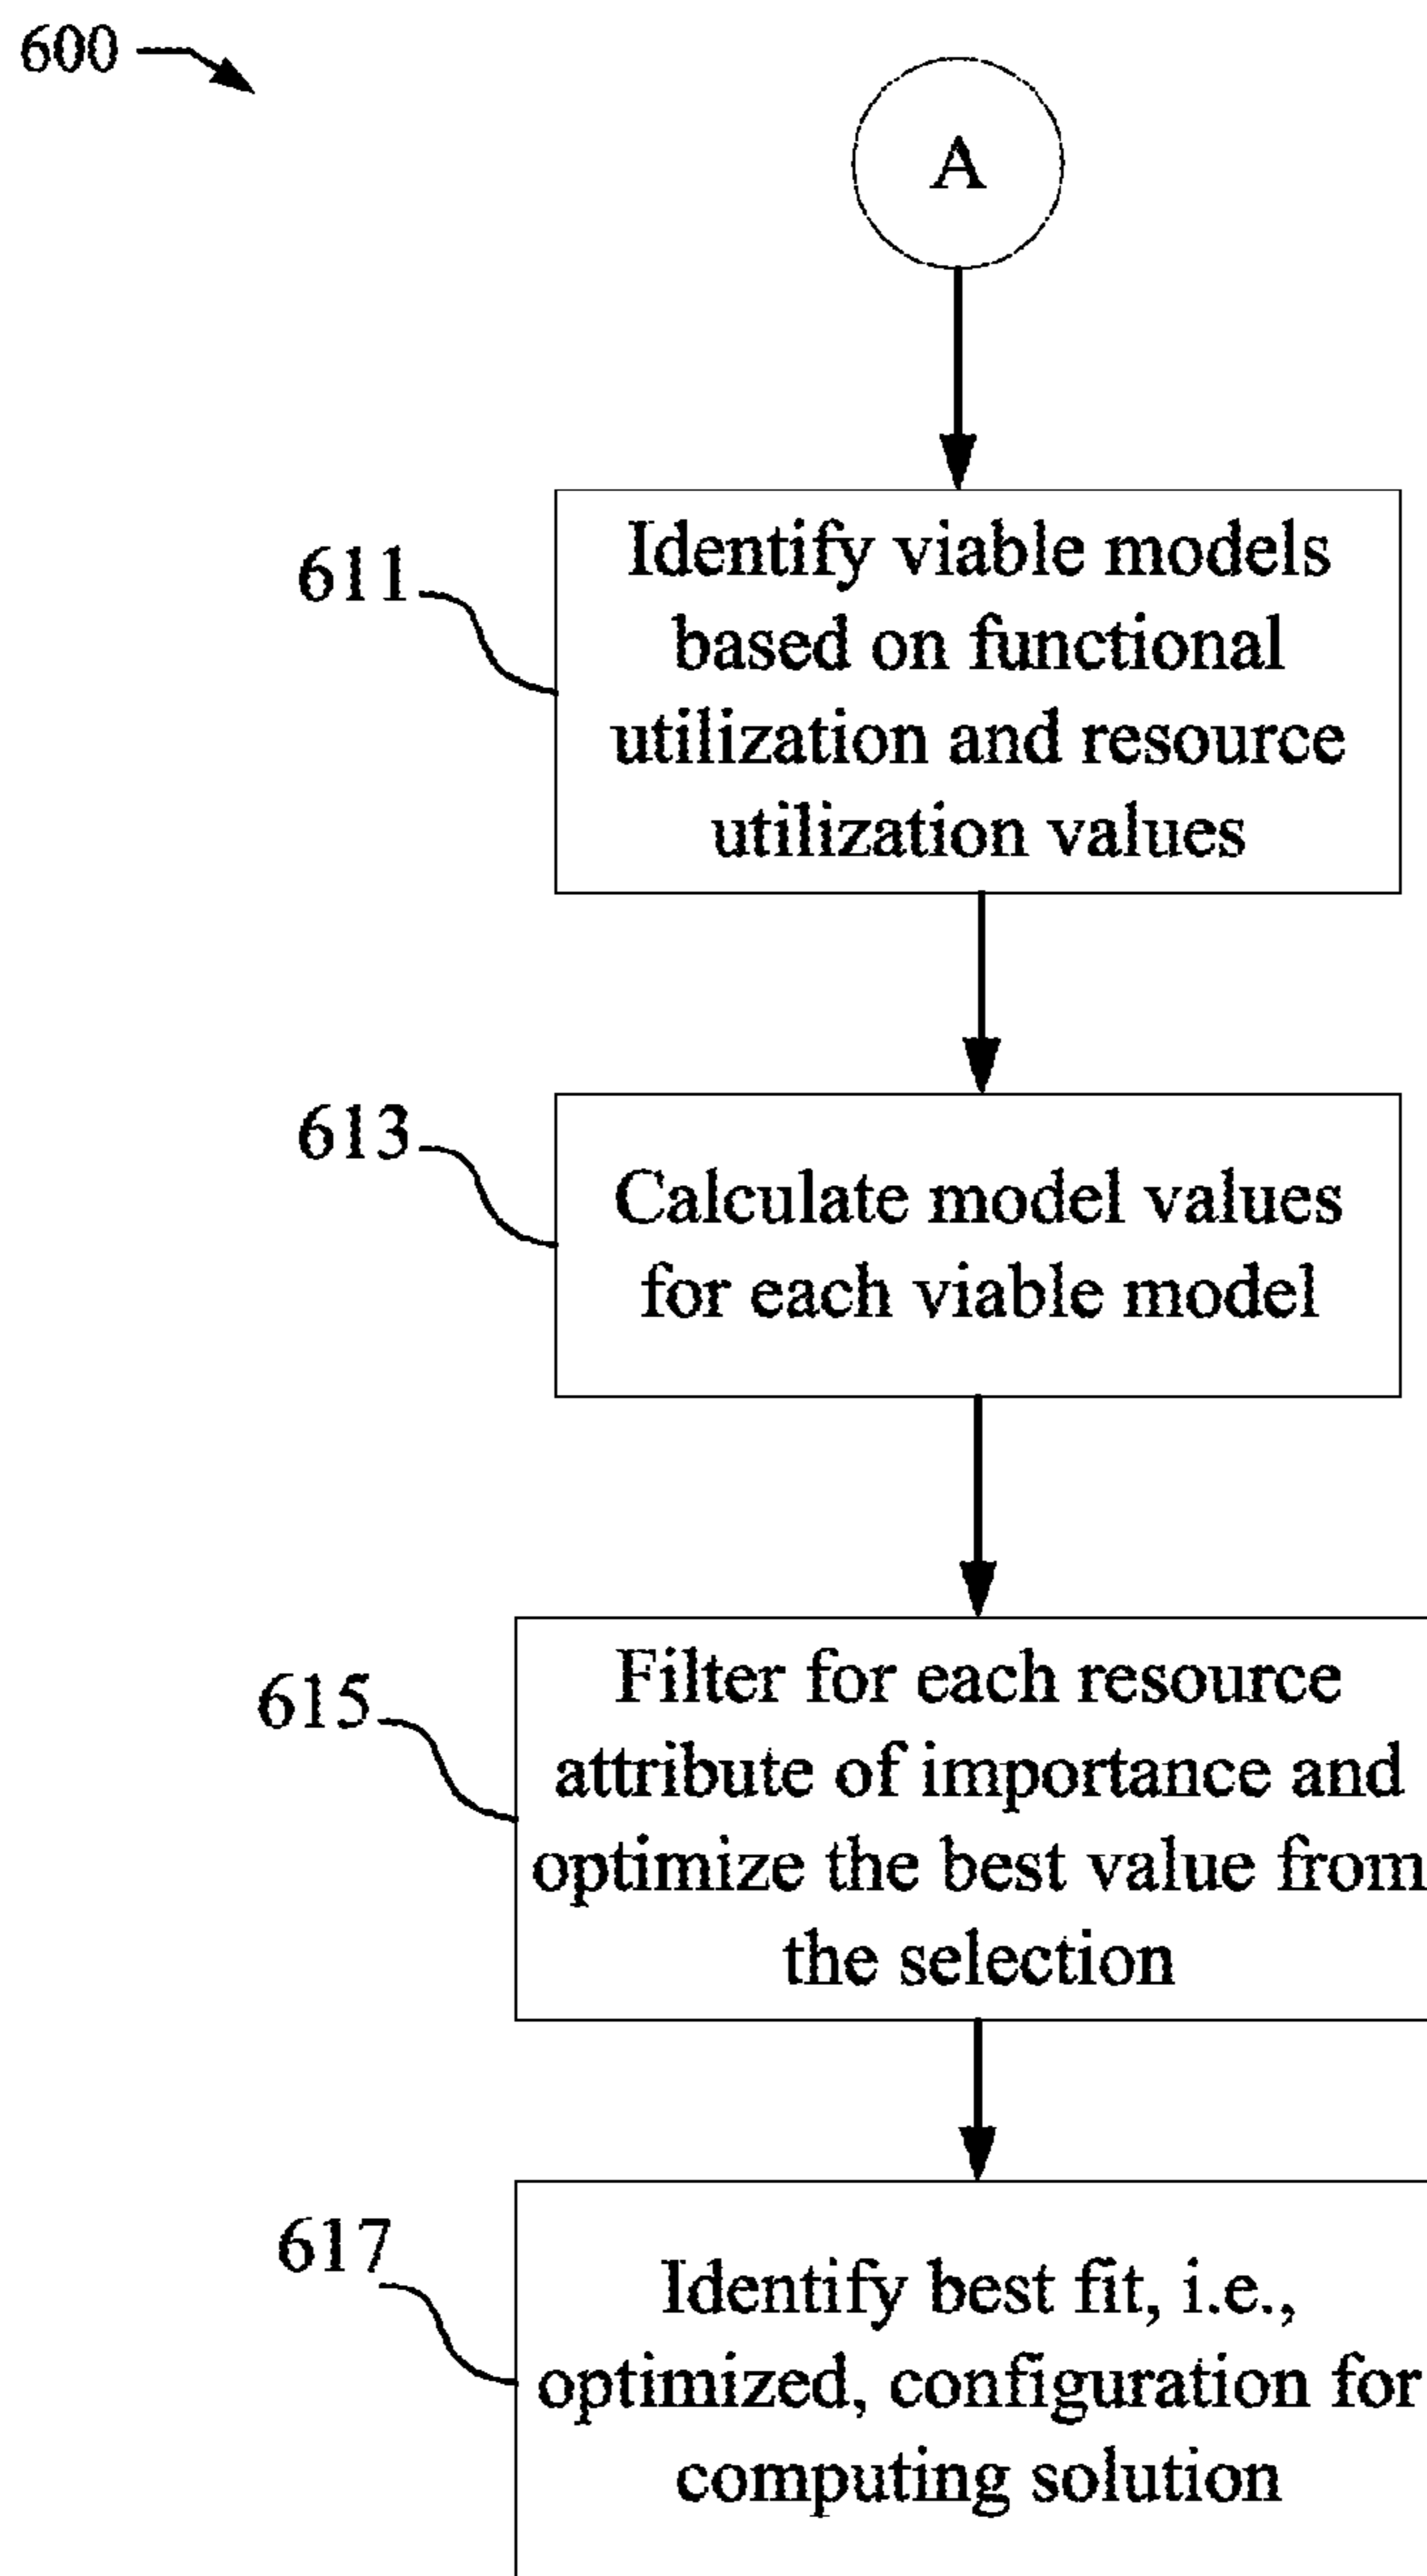 600
A
611
Identify viable models
based on functional
utilization and resource
utilization values
613
Calculate model values
for each viable model
615
Filter for each resource
attribute of importance and
optimize the best value from
the selection
617
Identify best fit, i.e.,
optimized, configuration for
computing solution